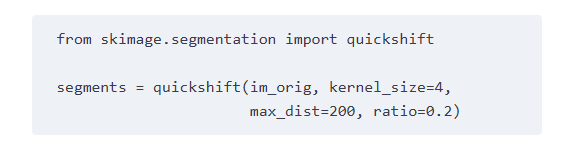 from skimage.segmentation import quickshift
segments = quickshift(im_orig, kernel_size=4,
max_dist=200, ratio=0.2)